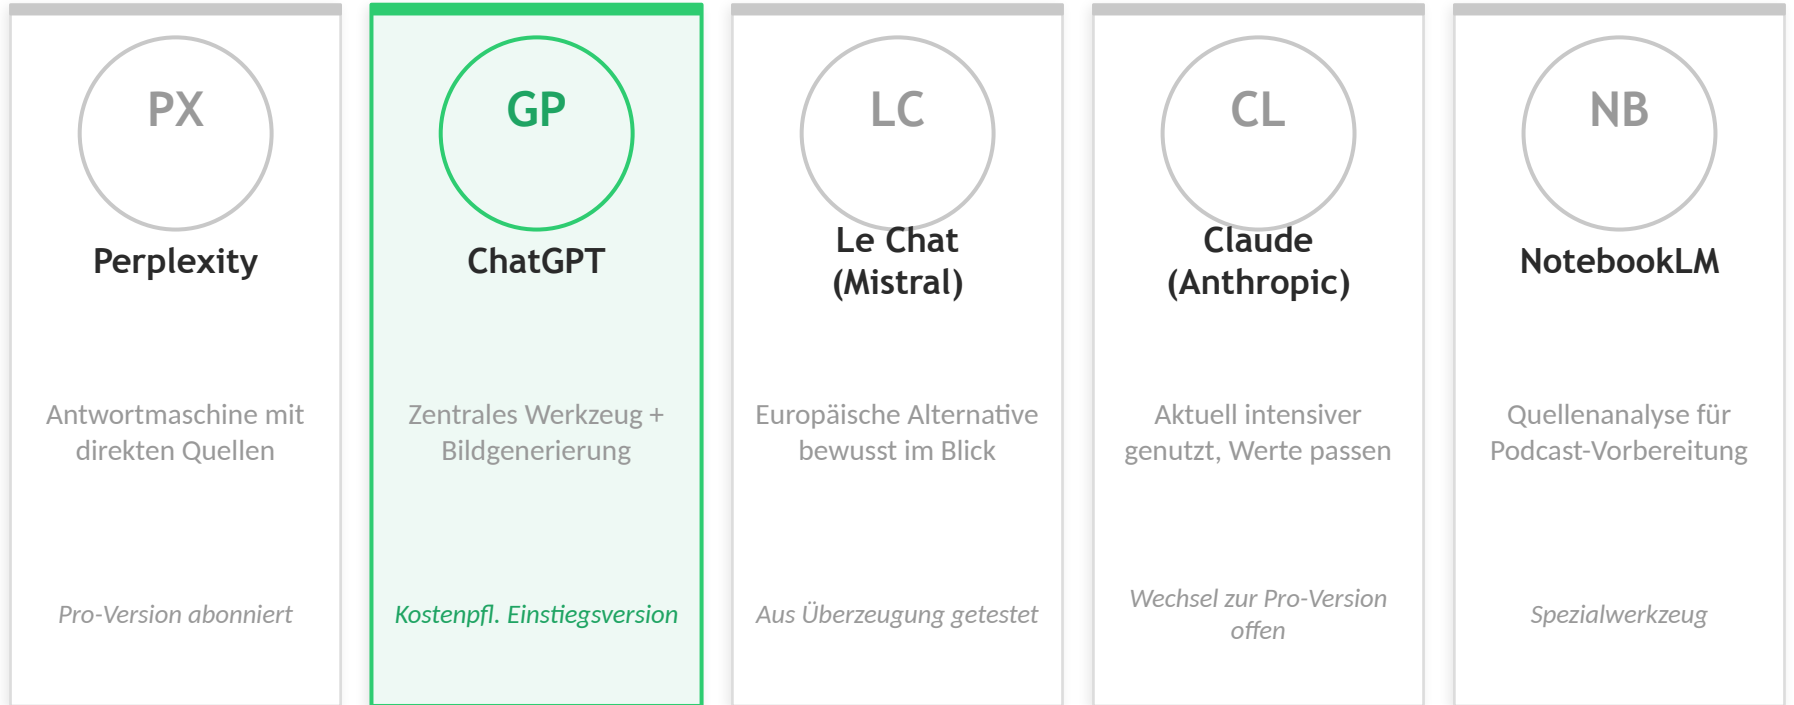 PX
Perplexity
Antwortmaschine mit
direkten Quellen
Pro-Version abonniert
GP
ChatGPT
Zentrales Werkzeug +
Bildgenerierung
Kostenpfl. Einstiegsversion
LC
Le Chat
(Mistral)
Europäische Alternative
bewusst im Blick
Aus Überzeugung getestet
CL
Claude
(Anthropic)
Aktuell intensiver
genutzt, Werte passen
Wechsel zur Pro-Version
offen
NB
NotebookLM
Quellenanalyse für
Podcast-Vorbereitung
Spezialwerkzeug